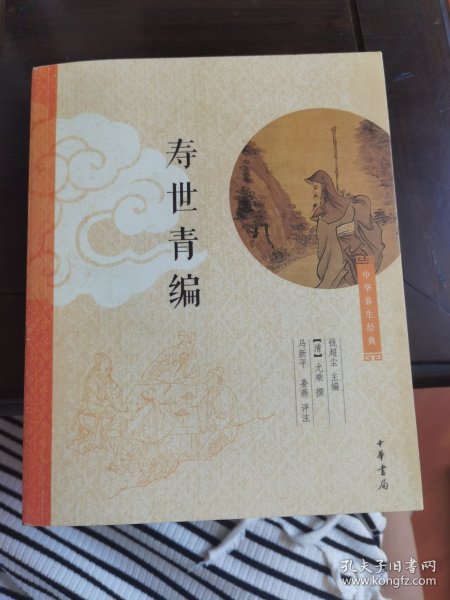 寿世青编
中华养生经典
钱超尘 主编
【清】尤乘 撰
马新平 姜燕 评注
中华书局
孔夫子旧书网
www.kongfz.com